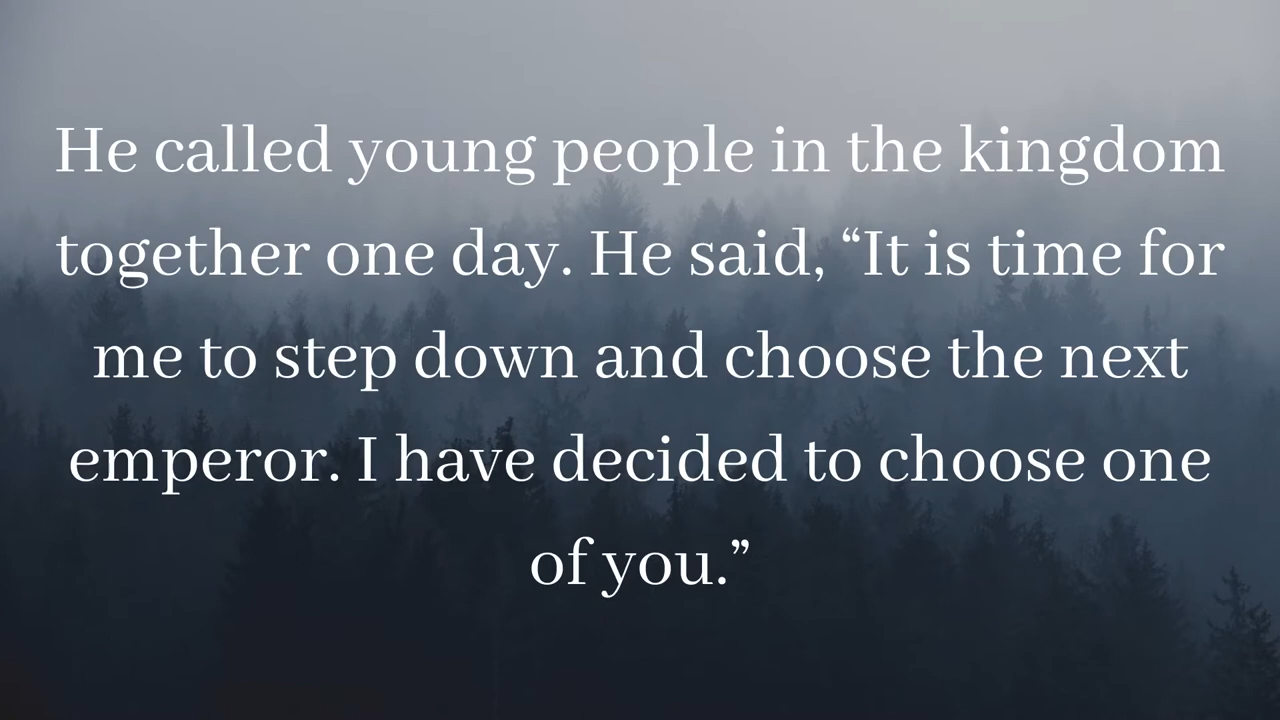 He called young people in the kingdom
together one day. He said, “It is time for
me to step down and choose the next
emperor. I have decided to choose one
of you.”